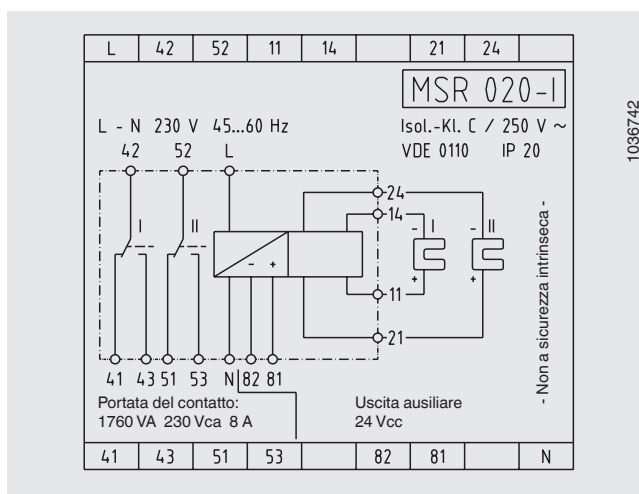 L 42 52 11 14 21 24
MSR 020-I
L - N 230 V 45...60 Hz
Isol.-Kl. C / 250 V ~
VDE 0110 IP 20
42 52 L
24
14
I II
- I - II
- +
+ +
11
21
41 43 51 53 N 82 81
Portata del contatto:
1760 VA 230 Vca 8 A
Uscita ausiliare
24 Vcc
- Non a sicurezza intrinseca -
41 43 51 53 82 81 N
1036742